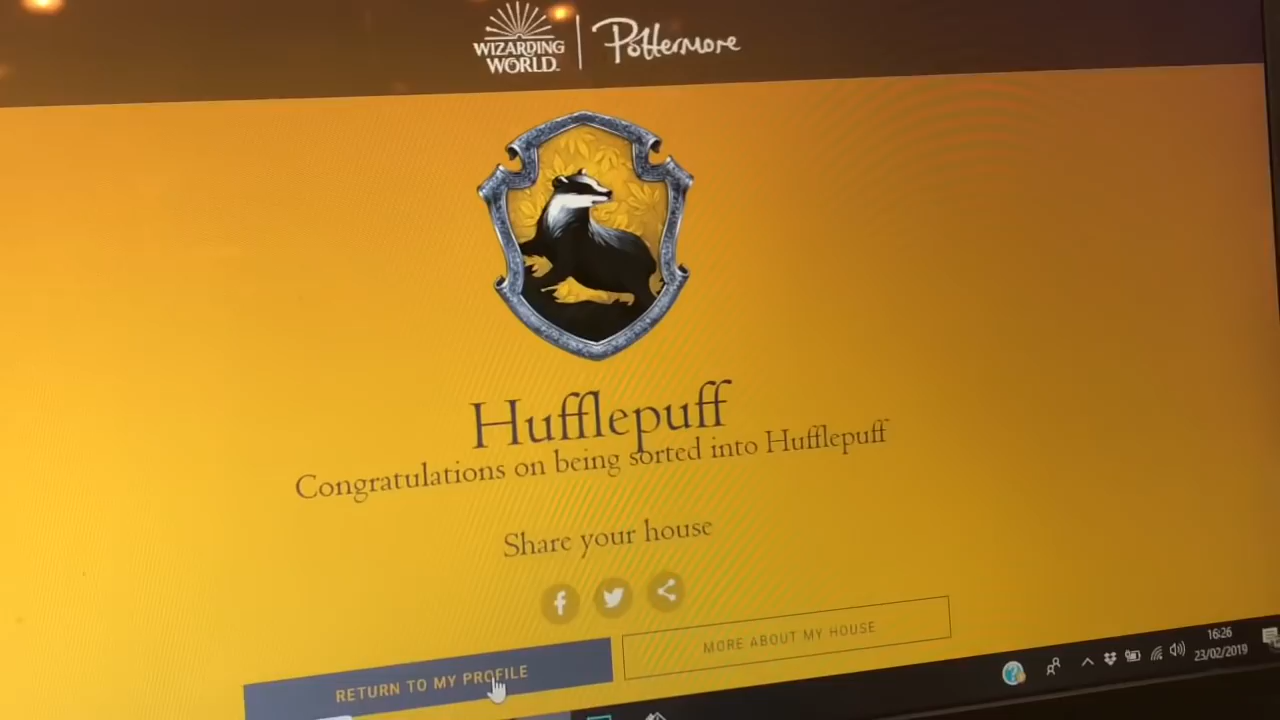 WIZARDING
WORLD
Pottermore
Hufflepuff
Congratulations on being sorted into Hufflepuff
Share your house
MORE ABOUT MY HOUSE
RETURN TO MY PROFILE
16:26
23/02/2019